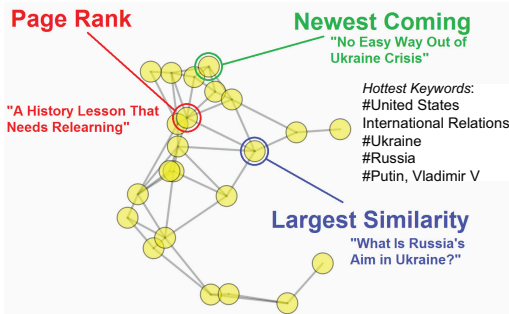 Page Rank
Newest Coming
"No Easy Way Out of
Ukraine Crisis"
"A History Lesson That
Needs Relearning"
Hottest Keywords:
#United States
International Relations
#Ukraine
#Russia
#Putin, Vladimir V
Largest Similarity
"What Is Russia's
Aim in Ukraine?"